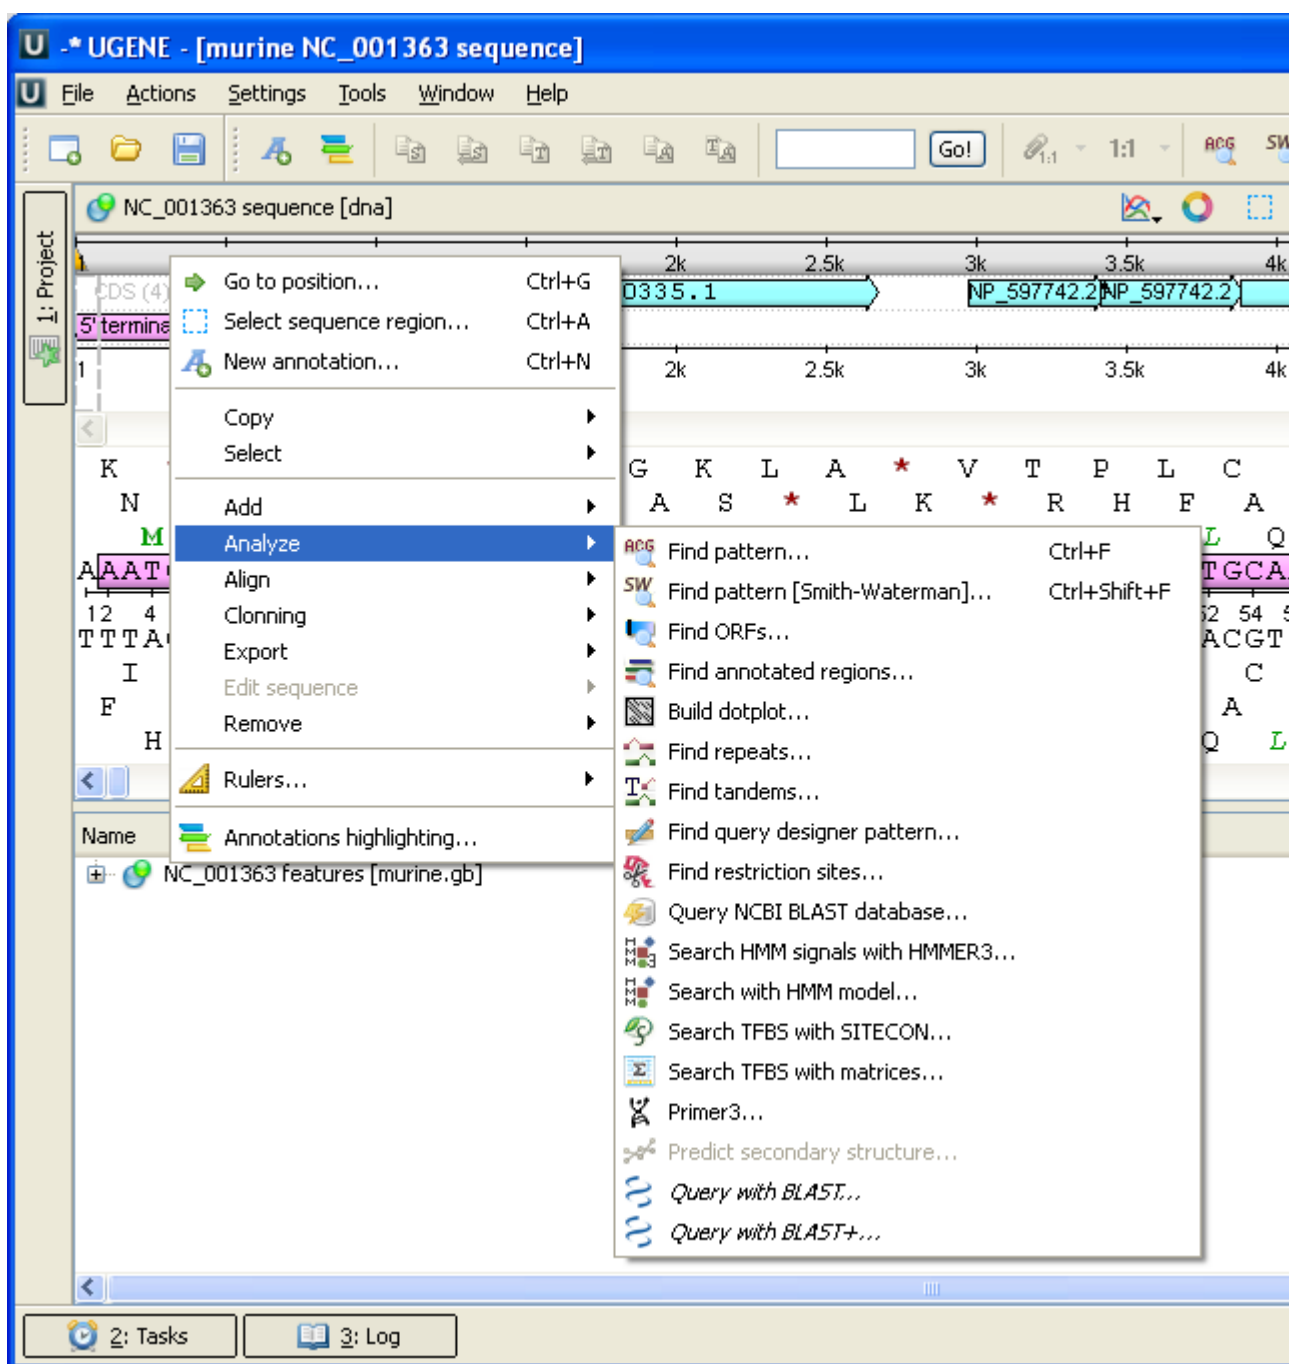 -* UGENE - [murine NC_001363 sequence]
File Actions Settings Tools Window Help
Go! 1:1 1:1 ACG SW
1: Project
NC_001363 sequence [dna]
1 2k 2.5k 3k 3.5k 4k
CDS (4) 0335.1 NP_597742.2 NP_597742.2
5' termina
1 2k 2.5k 3k 3.5k 4k
Go to position... Ctrl+G
Select sequence region... Ctrl+A
New annotation... Ctrl+N
Copy
Select
Add
Analyze
Align
Clonning
Export
Edit sequence
Remove
Rulers...
Annotations highlighting...
K G K L A * V T P L C
N A S * L K * R H F A
M L Q
AAAT TGCA
1 2 4 52 54
TTTA ACGT
I C
F A
H Q L
Find pattern... Ctrl+F
Find pattern [Smith-Waterman]... Ctrl+Shift+F
Find ORFs...
Find annotated regions...
Build dotplot...
Find repeats...
Find tandems...
Find query designer pattern...
Find restriction sites...
Query NCBI BLAST database...
Search HMM signals with HMMER3...
Search with HMM model...
Search TFBS with SITECON...
Search TFBS with matrices...
Primer3...
Predict secondary structure...
Query with BLAST...
Query with BLAST+...
Name
NC_001363 features [murine.gb]
2: Tasks 3: Log